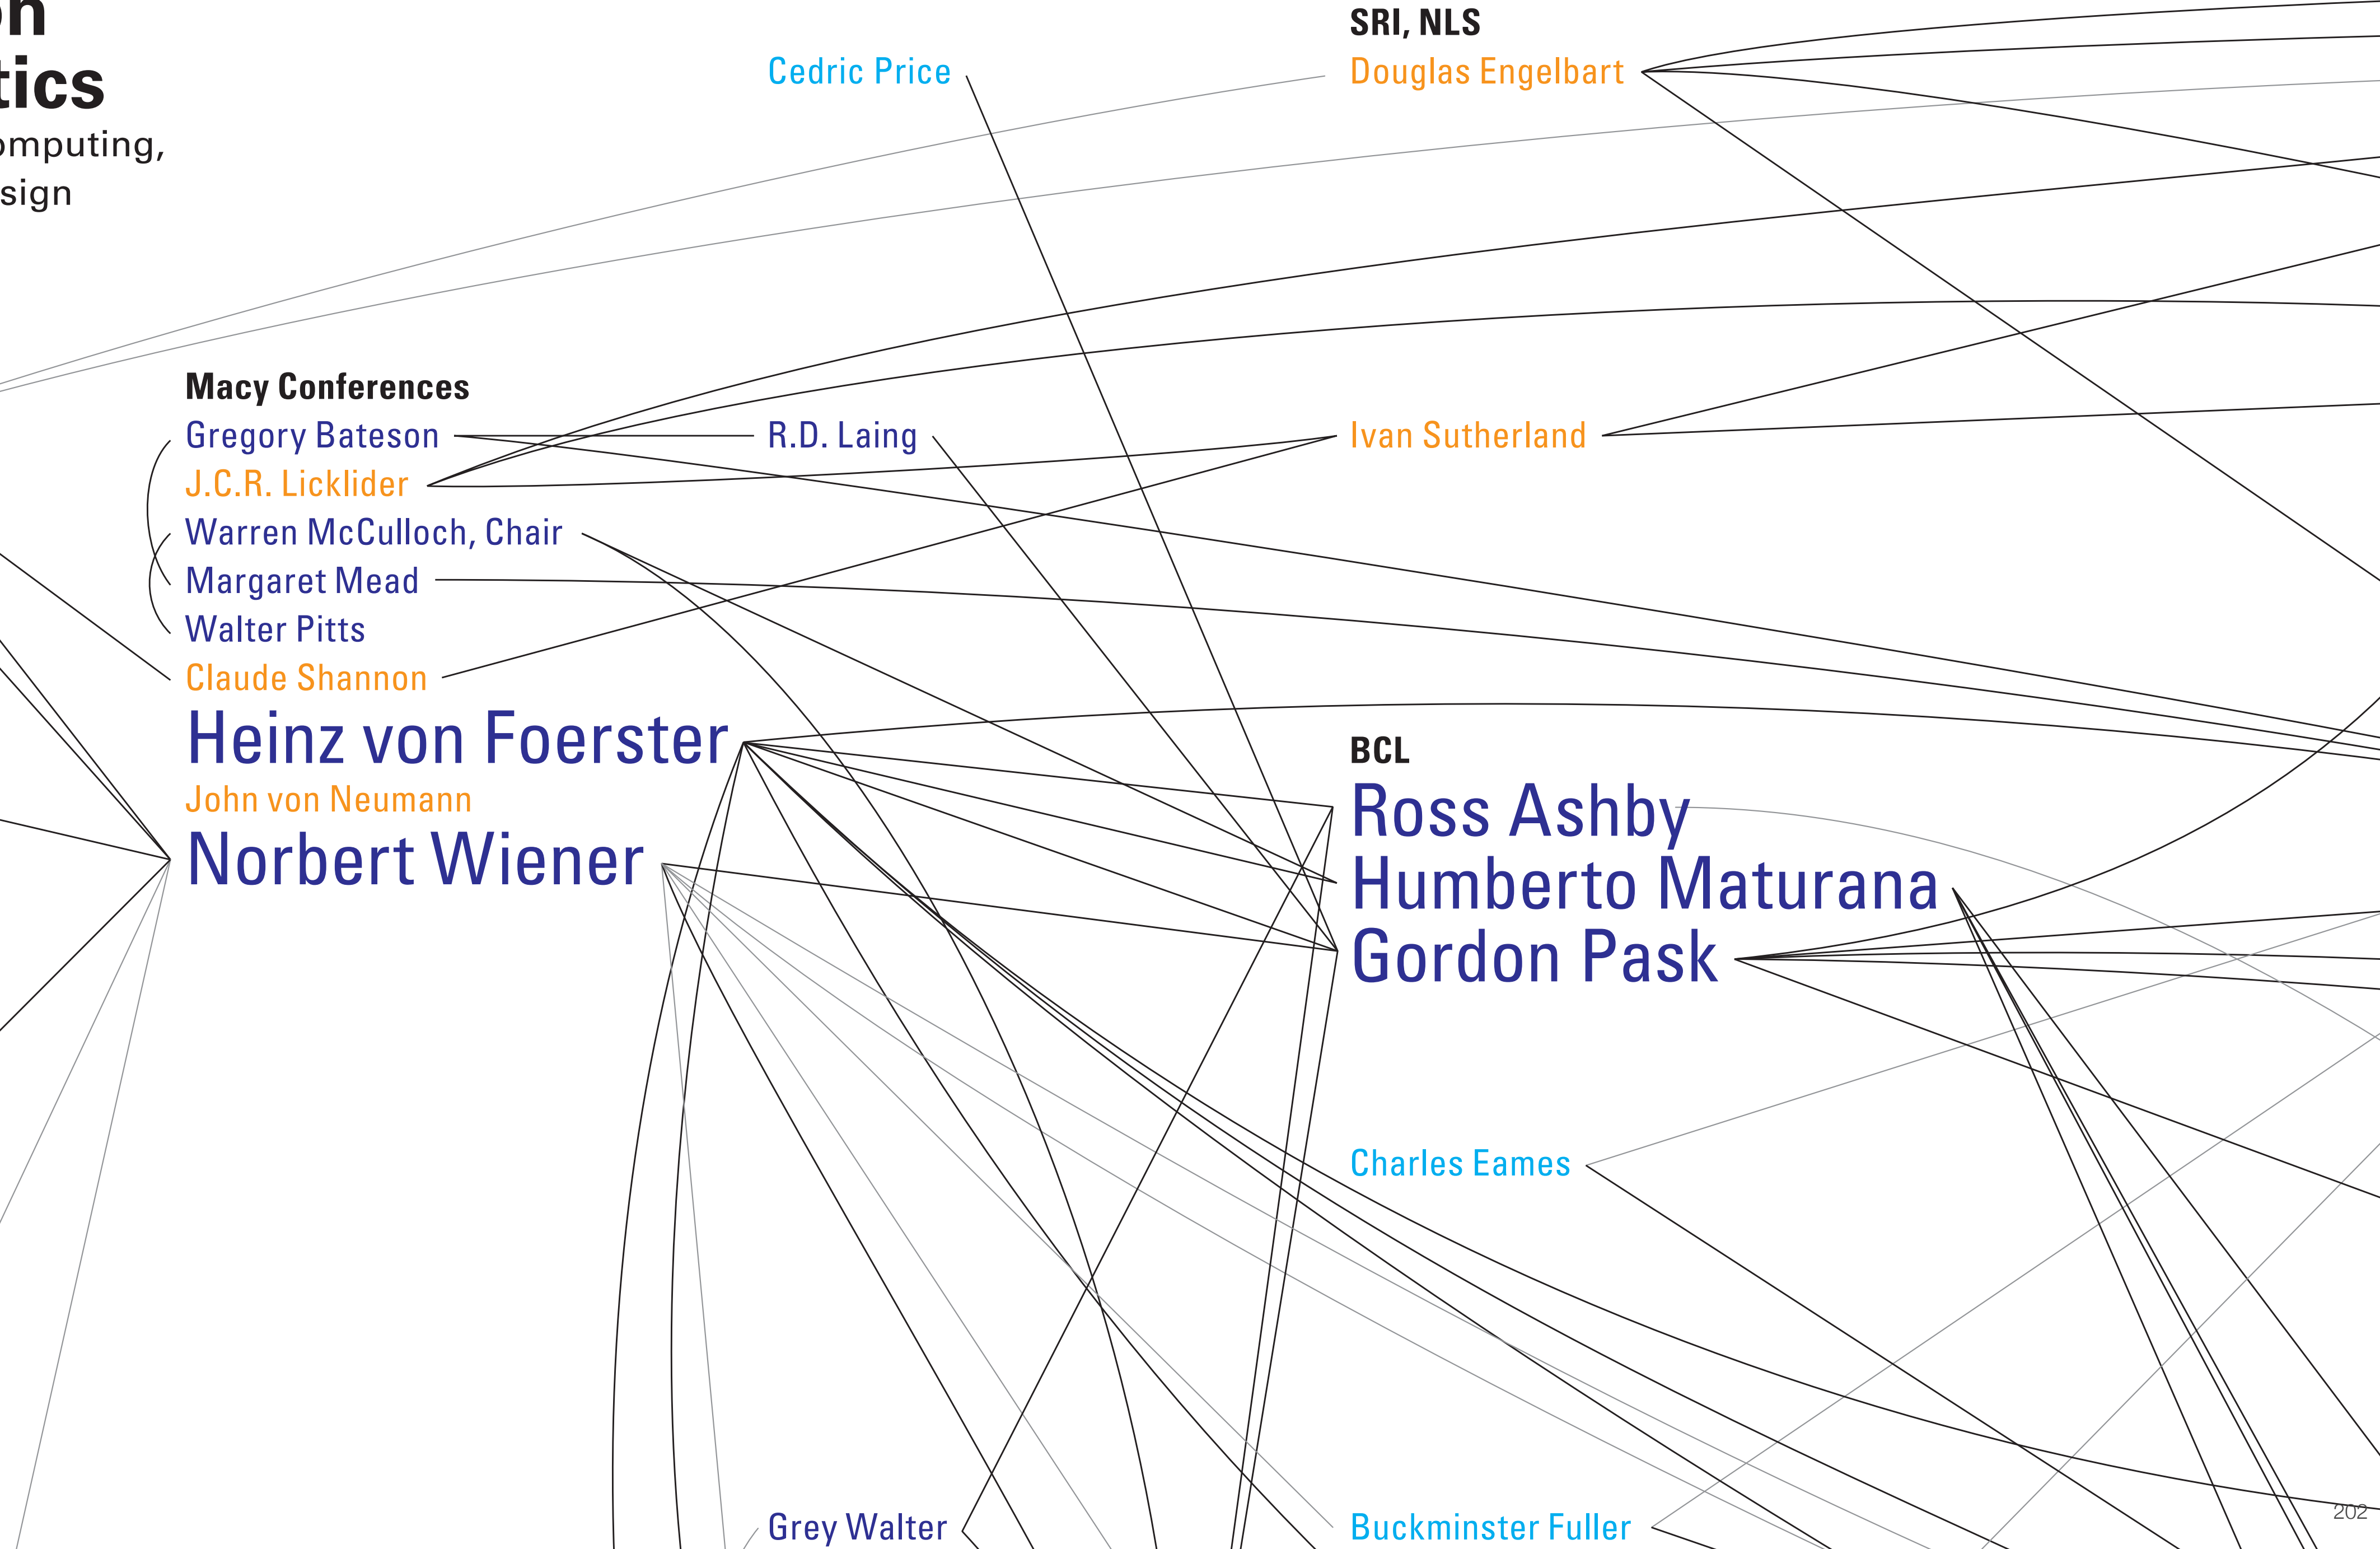 on
tics
omputing,
sign
Cedric Price
SRI, NLS
Douglas Engelbart
Macy Conferences
Gregory Bateson
J.C.R. Licklider
Warren McCulloch, Chair
Margaret Mead
Walter Pitts
Claude Shannon
Heinz von Foerster
John von Neumann
Norbert Wiener
R.D. Laing
Ivan Sutherland
BCL
Ross Ashby
Humberto Maturana
Gordon Pask
Charles Eames
Grey Walter
Buckminster Fuller
202